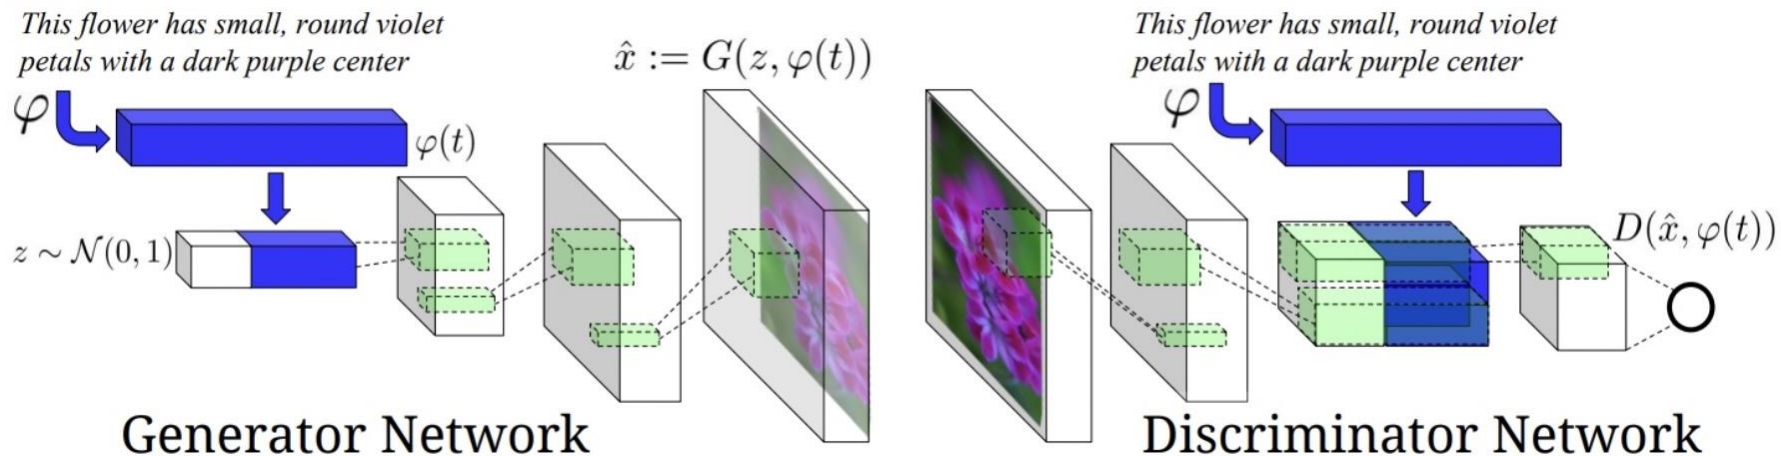 This flower has small, round violet
petals with a dark purple center
φ
φ(t)
z ~ N(0, 1)
x̂ := G(z, φ(t))
Generator Network
This flower has small, round violet
petals with a dark purple center
φ
D(x̂, φ(t))
Discriminator Network